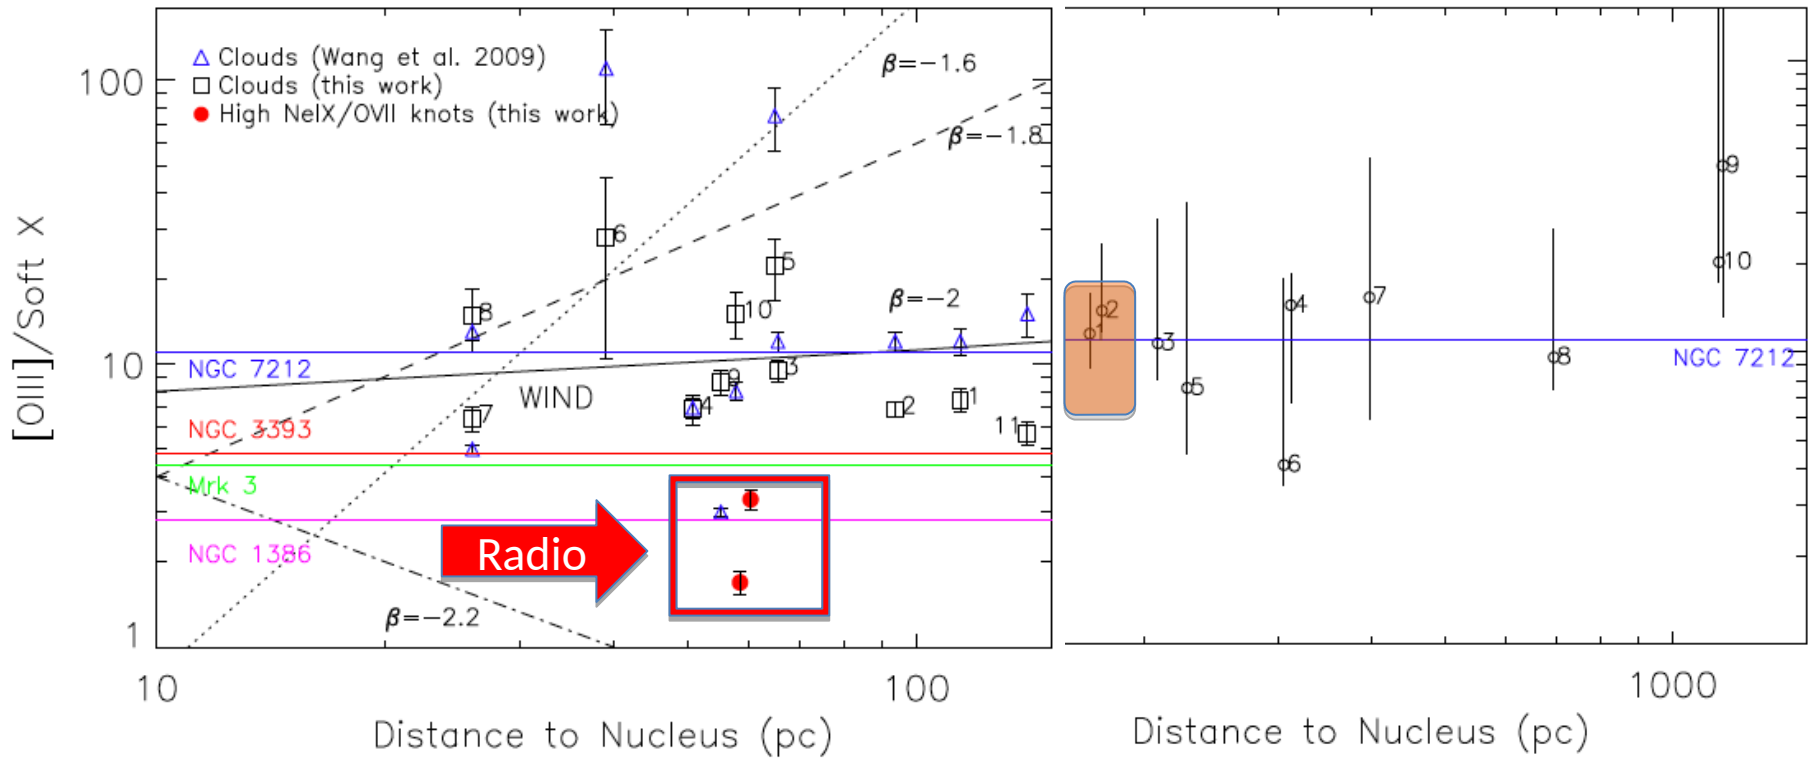 [OIII]/Soft X
100
10
1
Clouds (Wang et al. 2009)
Clouds (this work)
High NeIX/OVII knots (this work)
β=−1.6
β=−1.8
β=−2
β=−2.2
WIND
NGC 7212
NGC 3393
Mrk 3
NGC 1386
6
5
8
10
3
9
4
7
2
1
11
Radio
10
100
Distance to Nucleus (pc)
9
10
7
4
2
1
3
8
5
6
NGC 7212
1000
Distance to Nucleus (pc)